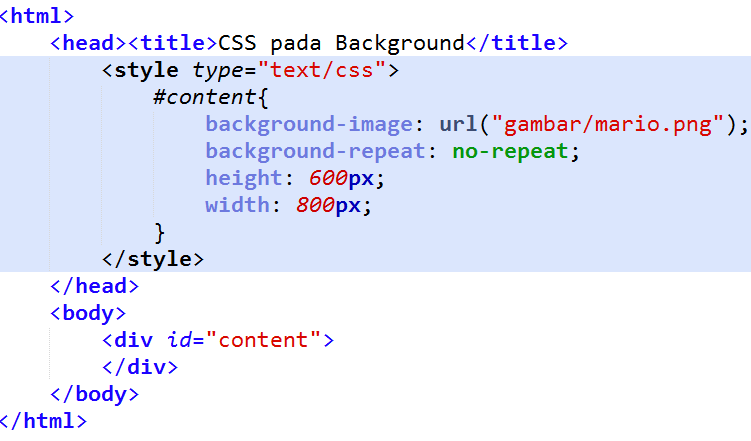 <html>
<head><title>CSS pada Background</title>
<style type="text/css">
#content{
background-image: url("gambar/mario.png");
background-repeat: no-repeat;
height: 600px;
width: 800px;
}
</style>
</head>
<body>
<div id="content">
</div>
</body>
</html>